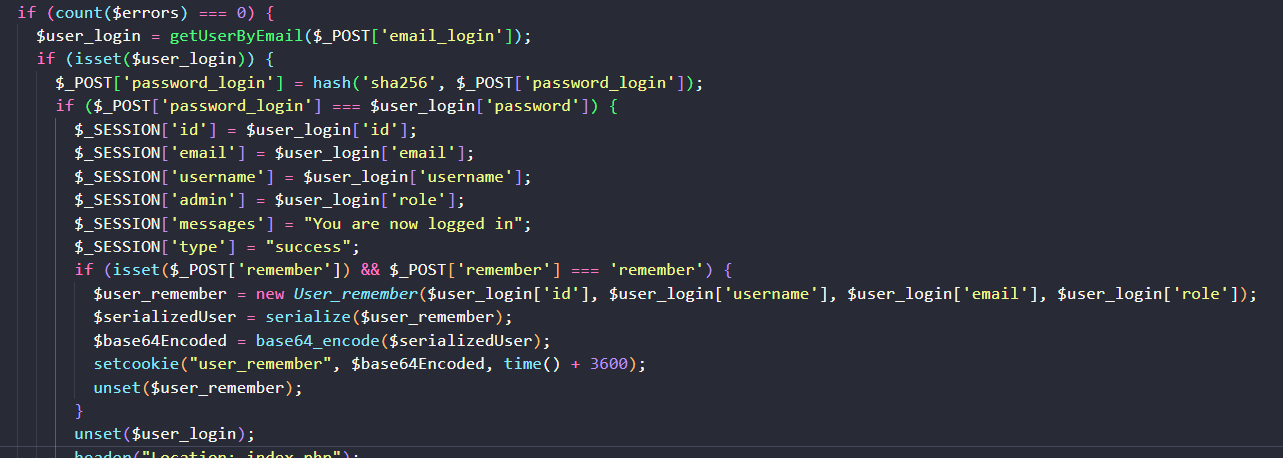 if (count($errors) === 0) {
$user_login = getUserByEmail($_POST['email_login']);
if (isset($user_login)) {
$_POST['password_login'] = hash('sha256', $_POST['password_login']);
if ($_POST['password_login'] === $user_login['password']) {
$_SESSION['id'] = $user_login['id'];
$_SESSION['email'] = $user_login['email'];
$_SESSION['username'] = $user_login['username'];
$_SESSION['admin'] = $user_login['role'];
$_SESSION['messages'] = "You are now logged in";
$_SESSION['type'] = "success";
if (isset($_POST['remember']) && $_POST['remember'] === 'remember') {
$user_remember = new User_remember($user_login['id'], $user_login['username'], $user_login['email'], $user_login['role']);
$serializedUser = serialize($user_remember);
$base64Encoded = base64_encode($serializedUser);
setcookie("user_remember", $base64Encoded, time() + 3600);
unset($user_remember);
}
unset($user_login);
header("Location: index.php");